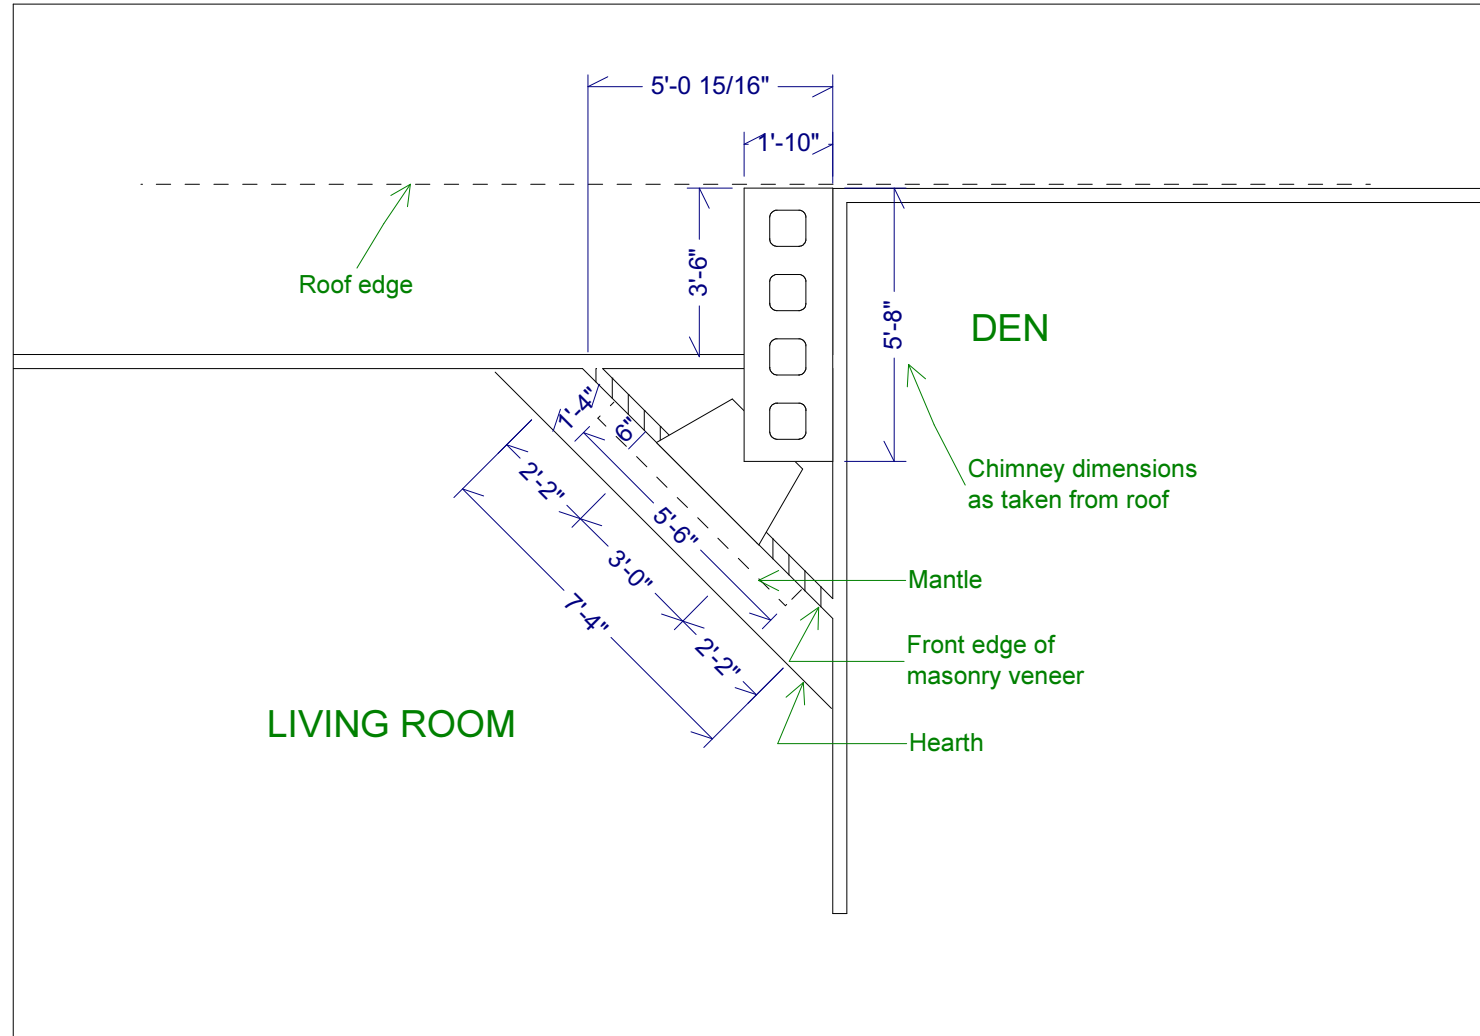 5'-0 15/16"
1'-10"
Roof edge
3'-6"
5'-8"
DEN
1'-4"
6"
2'-2"
5'-6"
3'-0"
7'-4"
2'-2"
Chimney dimensions
as taken from roof
Mantle
Front edge of
masonry veneer
LIVING ROOM
Hearth